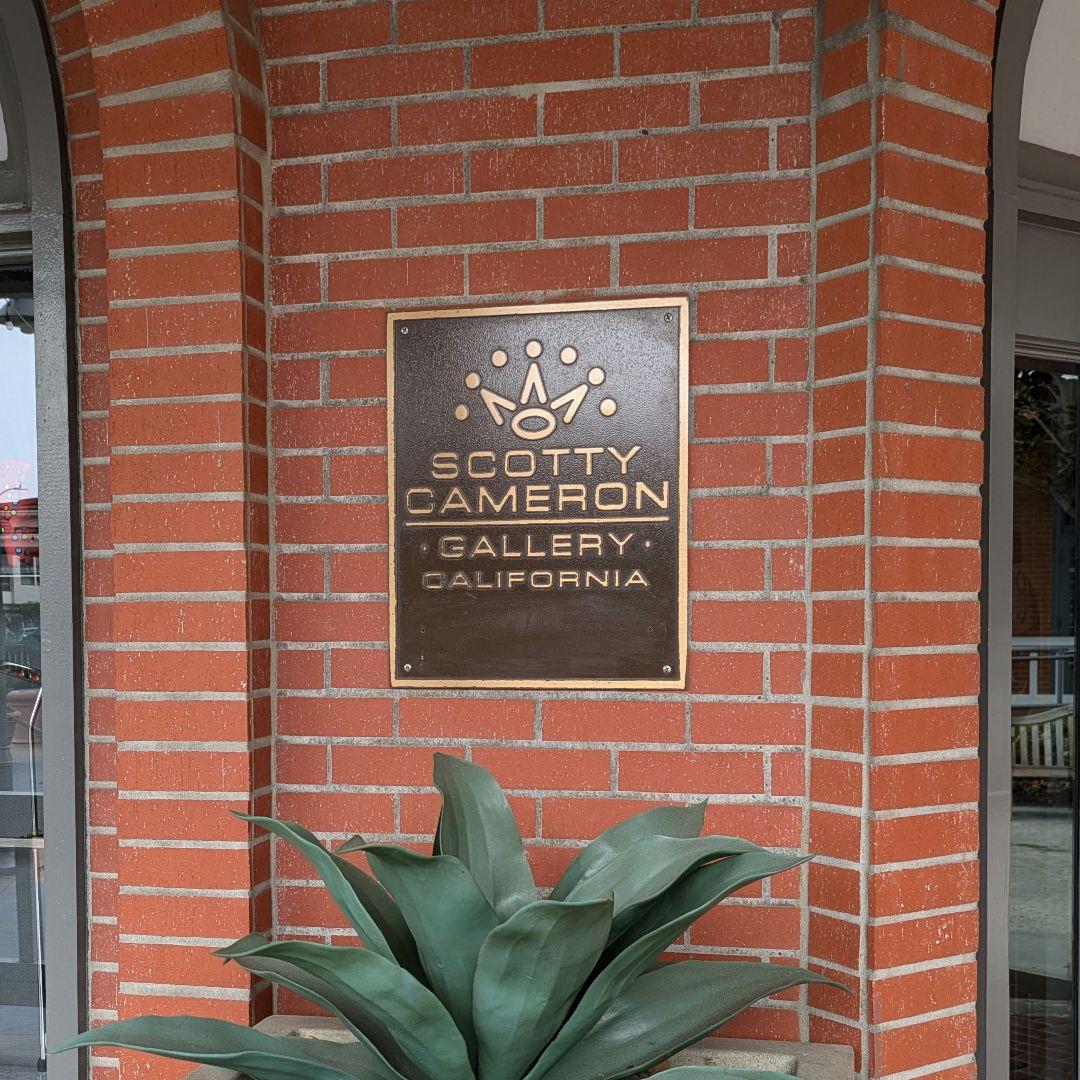 SCOTTY
CAMERON
· GALLERY ·
CALIFORNIA